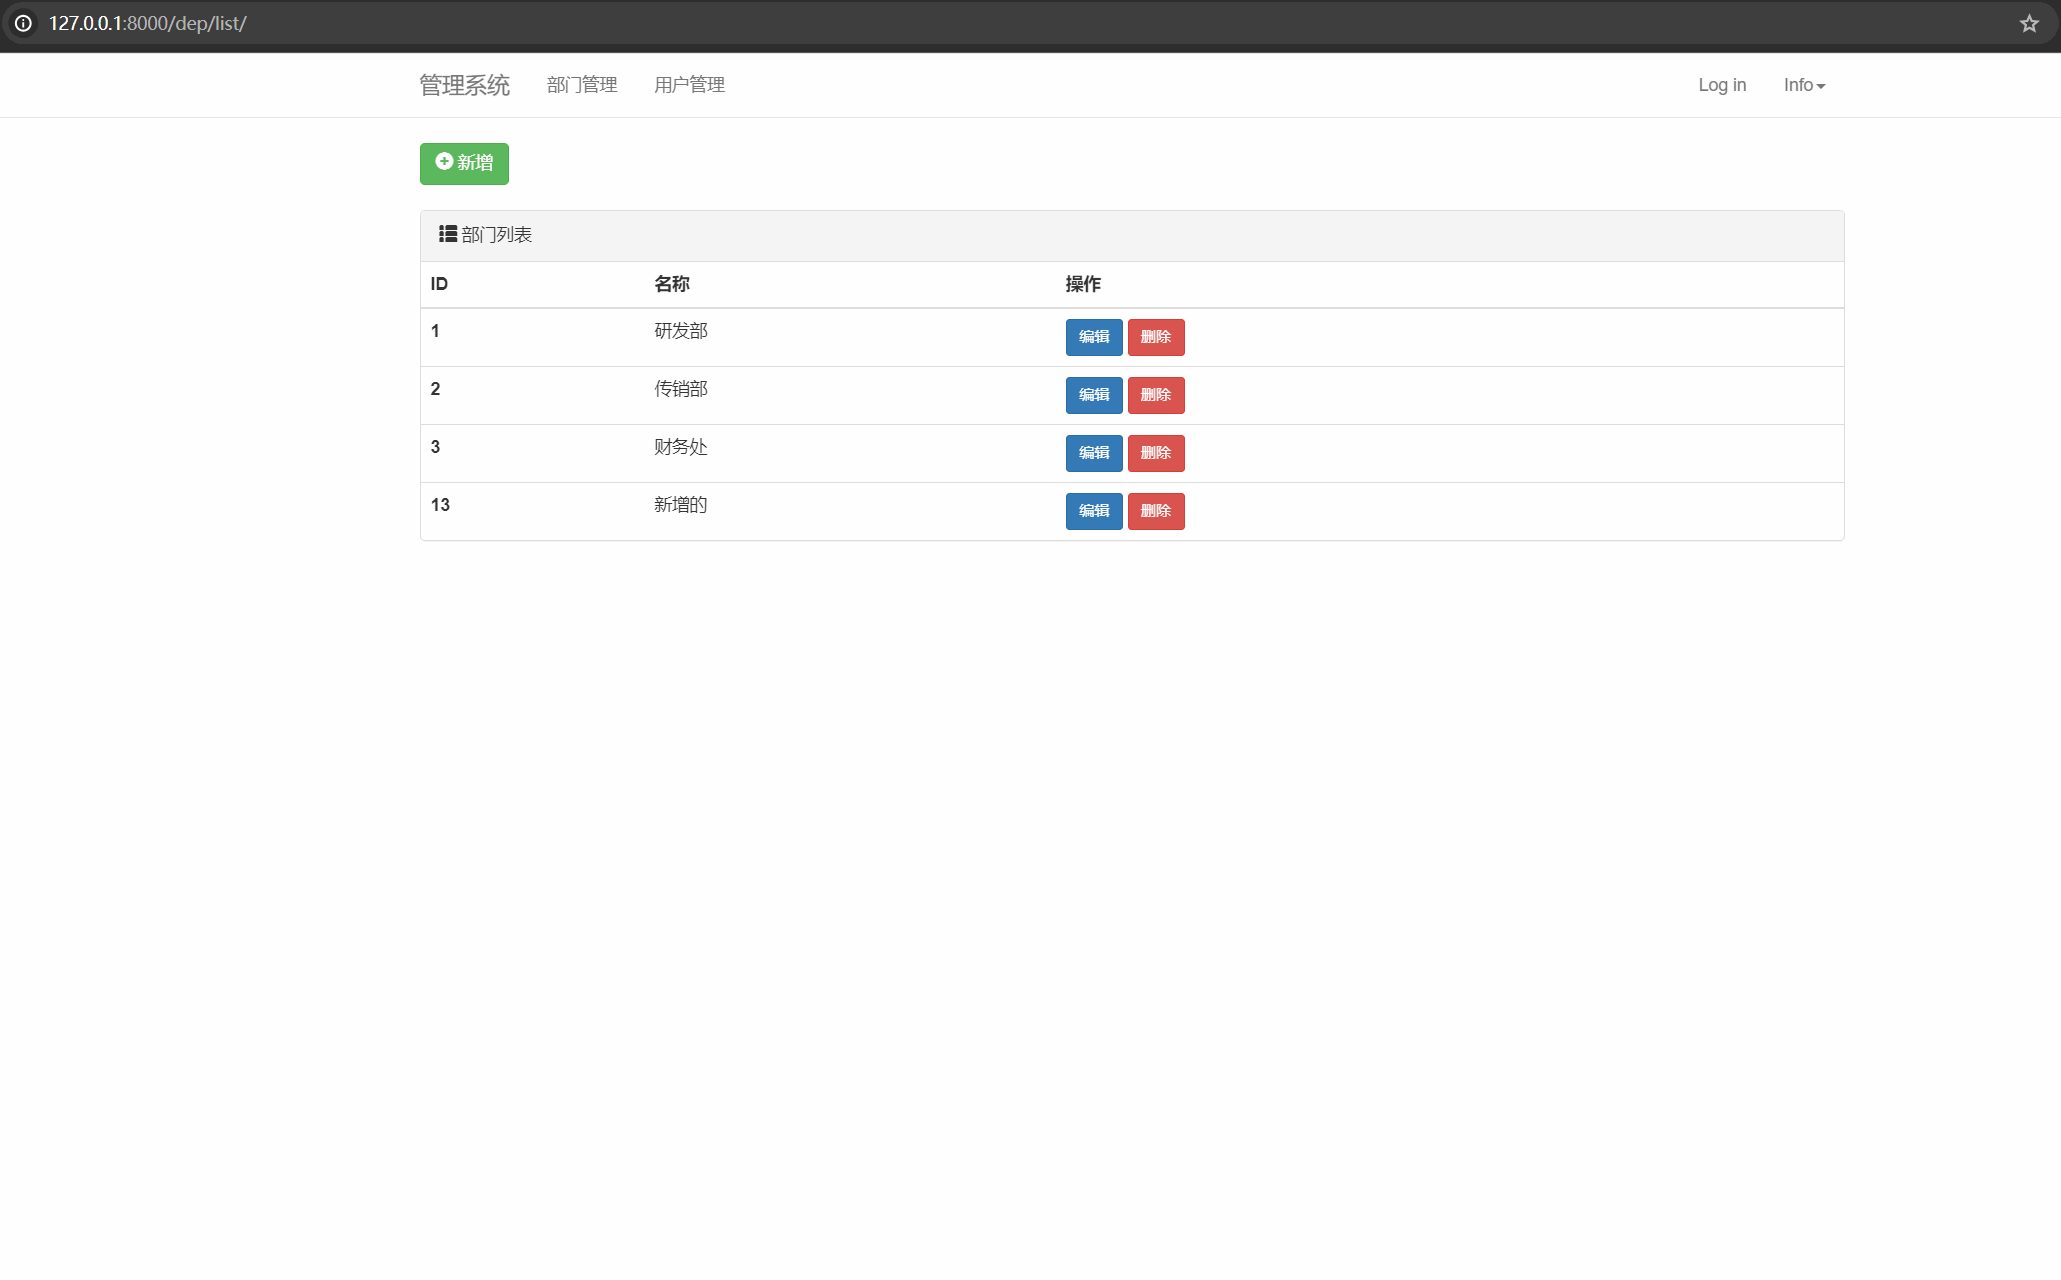 127.0.0.1:8000/dep/list/
管理系统 部门管理 用户管理 Log in Info
新增
部门列表
ID 名称 操作
1 研发部 编辑 删除
2 传销部 编辑 删除
3 财务处 编辑 删除
13 新增的 编辑 删除